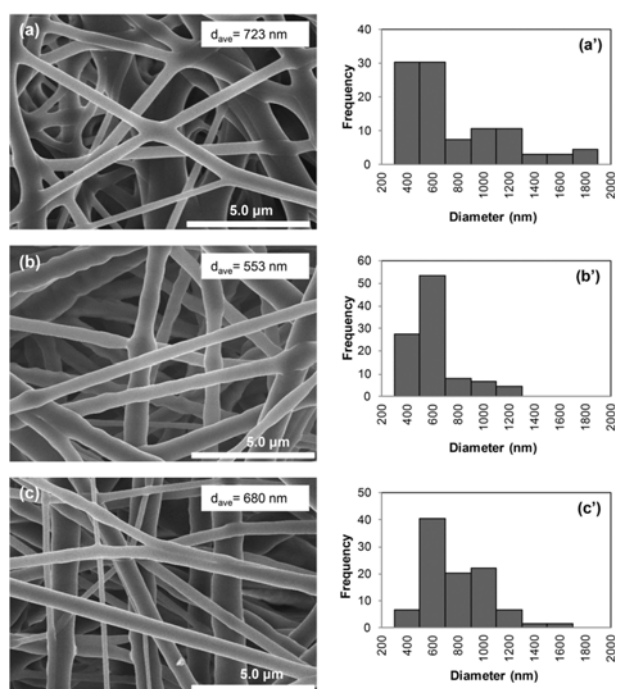 (a)
d_ave= 723 nm
5.0 µm
(a')
Frequency
40
30
20
10
0
200
400
600
800
1000
1200
1400
1600
1800
2000
Diameter (nm)
(b)
d_ave= 553 nm
5.0 µm
(b')
Frequency
60
50
40
30
20
10
0
200
400
600
800
1000
1200
1400
1600
1800
2000
Diameter (nm)
(c)
d_ave= 680 nm
5.0 µm
(c')
Frequency
50
40
30
20
10
0
200
400
600
800
1000
1200
1400
1600
1800
2000
Diameter (nm)